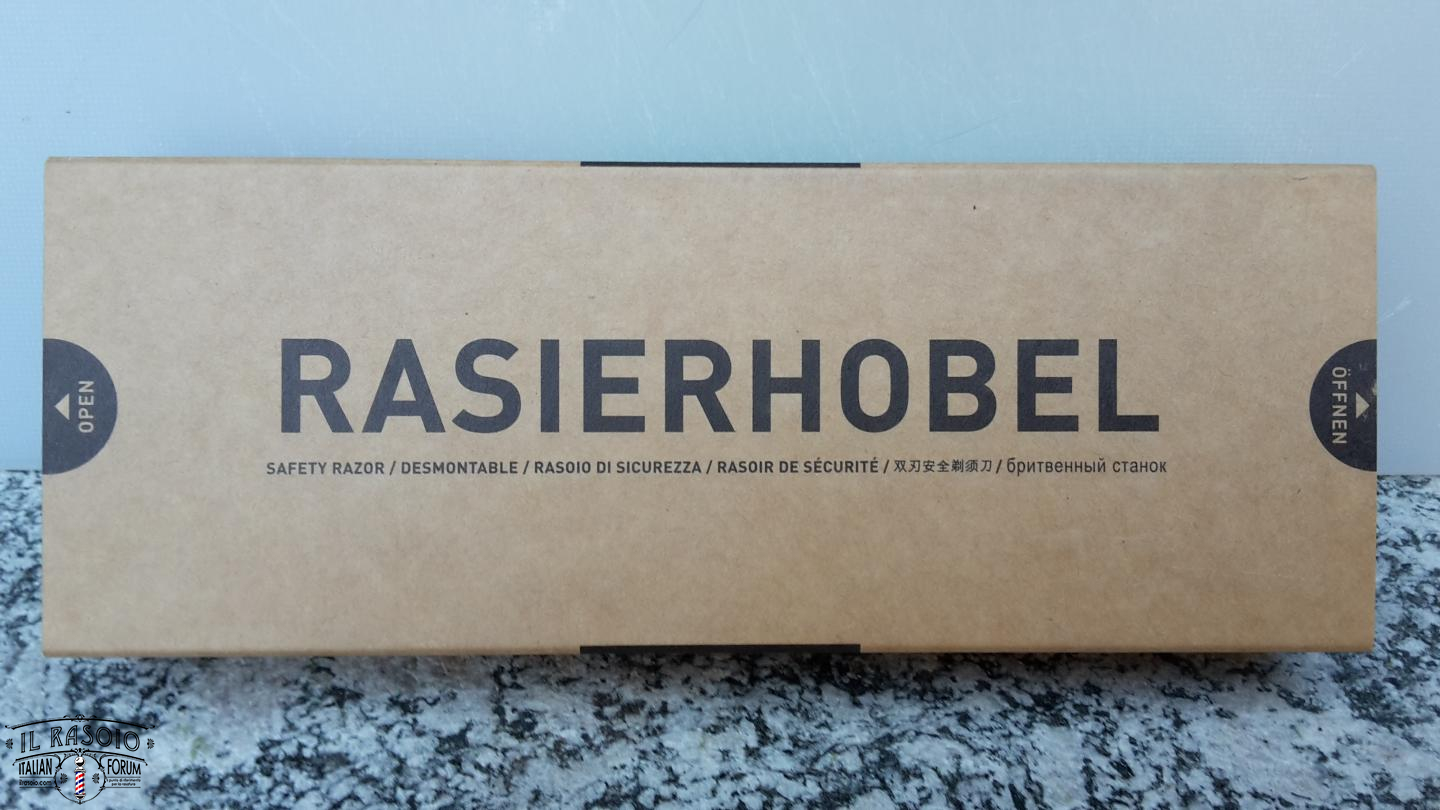 RASIERHOBEL
SAFETY RAZOR / DESMONTABLE / RASOIO DI SICUREZZA / RASOIR DE SÉCURITÉ / 双刃安全剃须刀 / бритвенный станок
OPEN
ÖFFNEN
IL RASOIO
ITALIAN FORUM